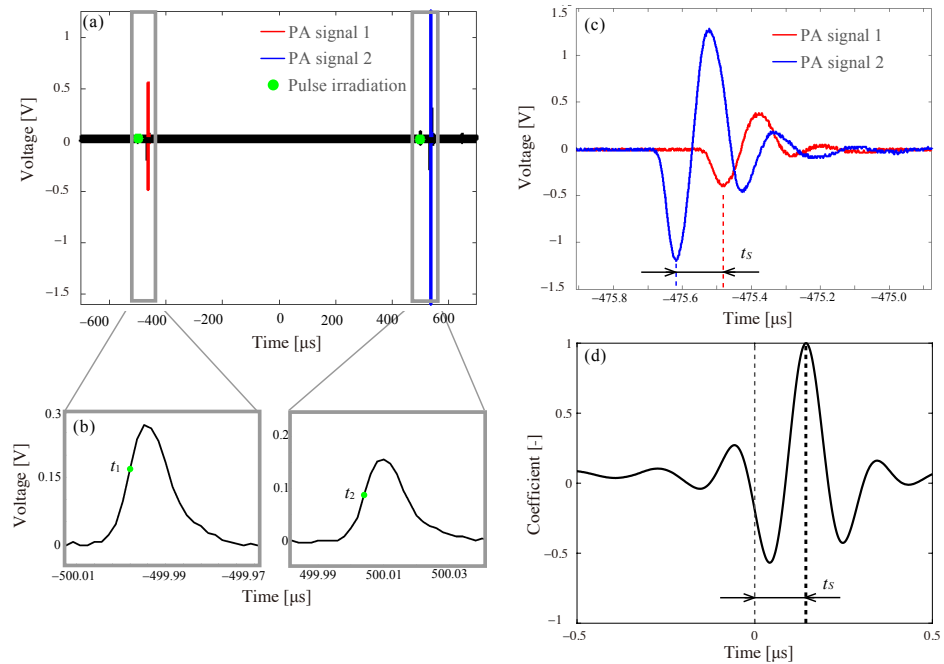 (a)
PA signal 1
PA signal 2
Pulse irradiation
Voltage [V]
1
0.5
0
−0.5
−1
−1.5
−600 −400 −200 0 200 400 600
Time [μs]
(b)
Voltage [V]
0.3
0.15
0
t1
−500.01 −499.99 −499.97
0.2
0.1
0
t2
499.99 500.01 500.03
Time [μs]
(c)
PA signal 1
PA signal 2
Voltage [V]
1.5
1
0.5
0
−0.5
−1
−1.5
tS
−475.8 −475.6 −475.4 −475.2 −475.0
Time [μs]
(d)
Coefficient [-]
1
0.5
0
−0.5
−1
tS
−0.5 0 0.5
Time [μs]